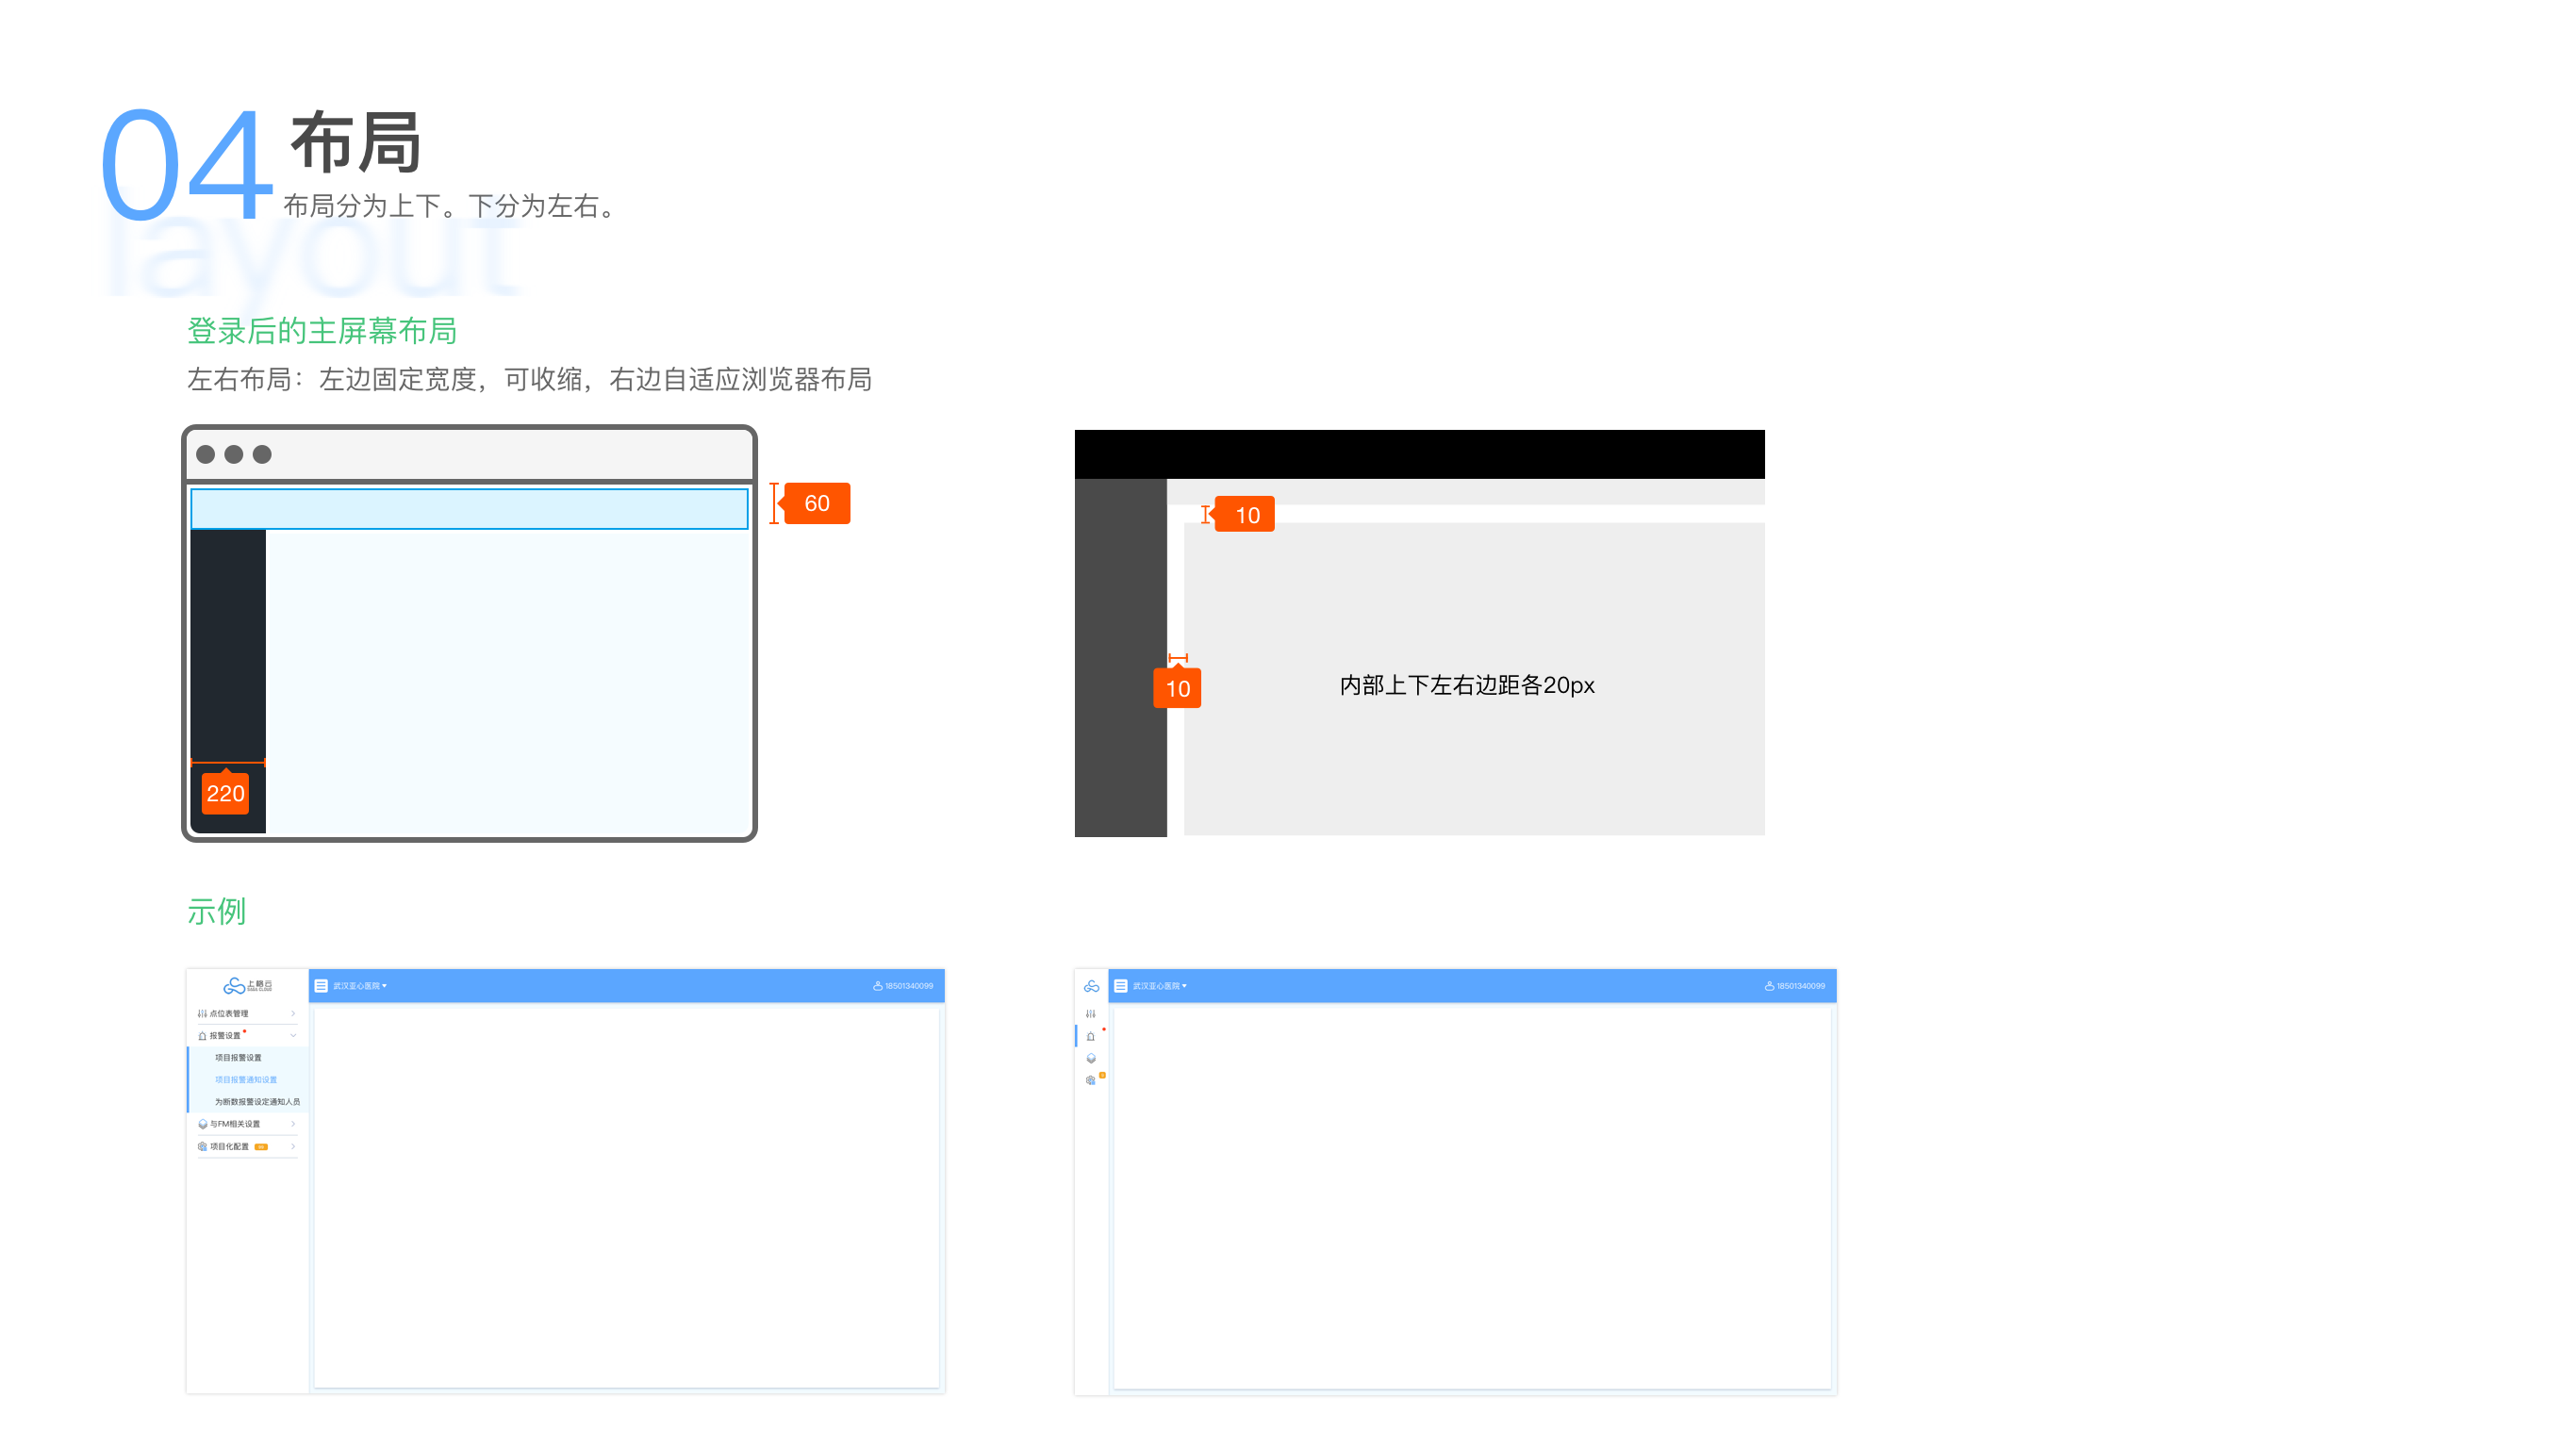 04
布局
布局分为上下。下分为左右。
layout
登录后的主屏幕布局
左右布局：左边固定宽度，可收缩，右边自适应浏览器布局
60
220
10
10
内部上下左右边距各20px
示例
上格云
武汉亚心医院
18501340099
点位表管理
报警设置
项目报警设置
项目报警通知设置
为断数报警设定通知人员
与FM相关设置
项目化配置
武汉亚心医院
18501340099